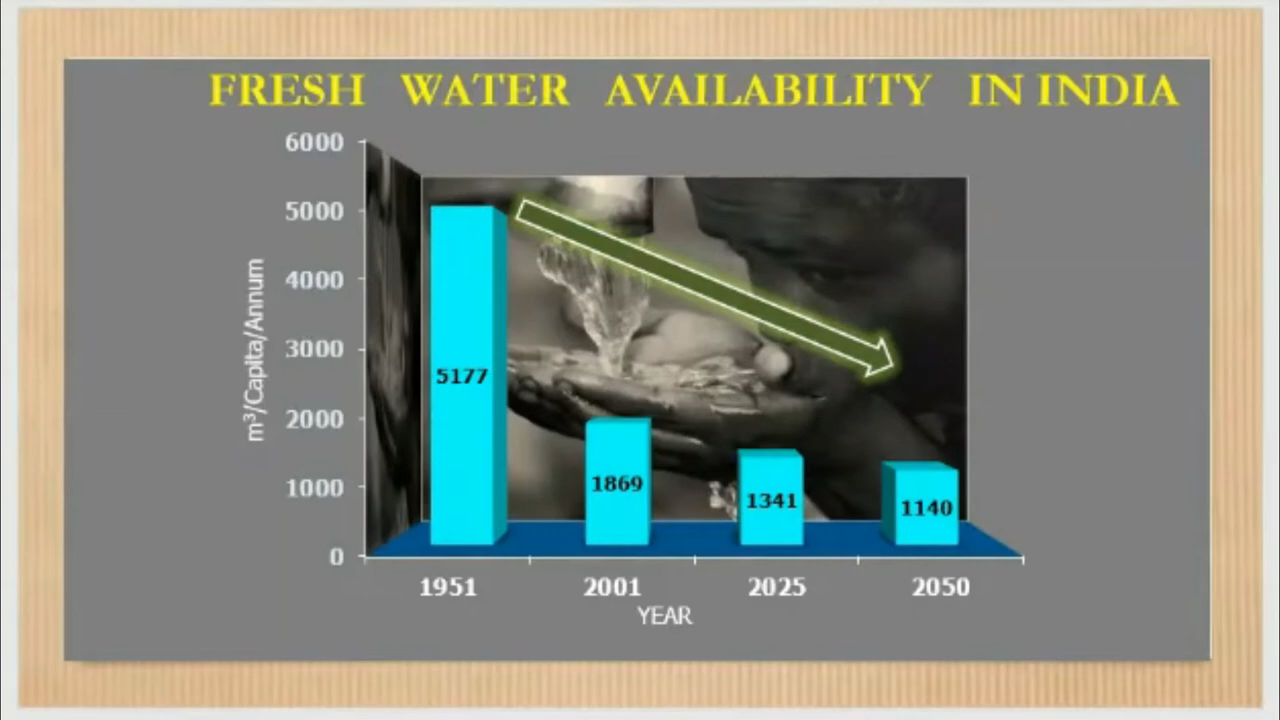 FRESH WATER AVAILABILITY IN INDIA
6000
5000
4000
3000
2000
1000
0
m³/Capita/Annum
5177
1869
1341
1140
1951 2001 2025 2050
YEAR